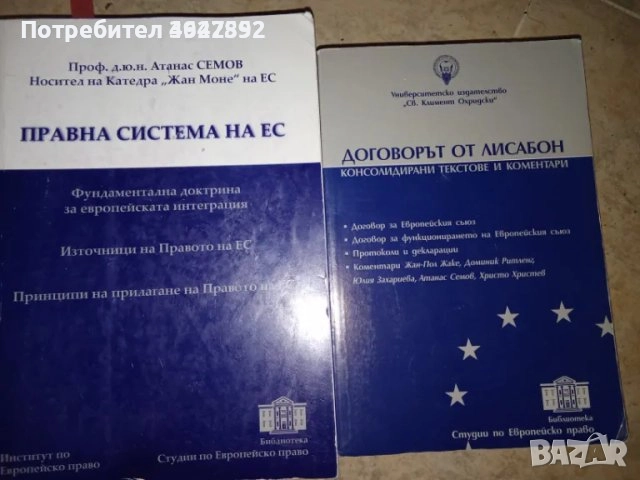 Потребител
Проф. д.ю.н. Атанас СЕМОВ
Носител на Катедра „Жан Моне“ на ЕС
ПРАВНА СИСТЕМА НА ЕС
Фундаментална доктрина
за европейската интеграция
Източници на Правото на ЕС
Принципи на прилагане на Правото на
Библиотека
Институт по
Европейско право
Студии по Европейско право
Университетско издателство
„Св. Климент Охридски“
ДОГОВОРЪТ ОТ ЛИСАБОН
КОНСОЛИДИРАНИ ТЕКСТОВЕ И КОМЕНТАРИ
• Договор за Европейския съюз
• Договор за функционирането на Европейския съюз
• Протоколи и декларации
• Коментари Жан-Пол Жаке, Доминик Ритленг,
Юлия Захариева, Атанас Семов, Христо Христев
Библиотека
Студии по Европейско право
BAZAR
bg